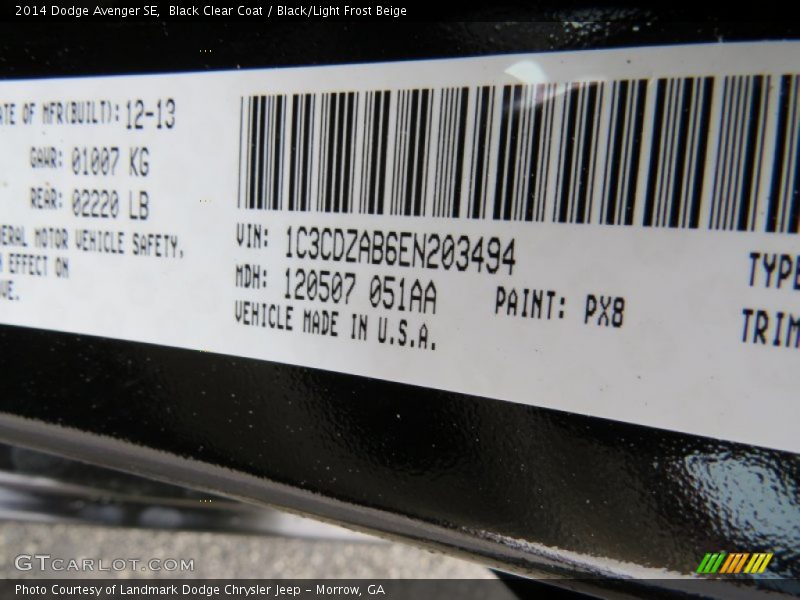 2014 Dodge Avenger SE,  Black Clear Coat / Black/Light Frost Beige
ATE OF MFR(BUILT): 12-13
GAWR: 01007 KG
REAR: 02220 LB
ERAL MOTOR VEHICLE SAFETY,
EFFECT ON
VE.
VIN: 1C3CDZAB6EN203494
MDH: 120507 051AA
PAINT: PX8
VEHICLE MADE IN U.S.A.
TYPE
TRIM
GTCARLOT.COM
Photo Courtesy of Landmark Dodge Chrysler Jeep – Morrow, GA